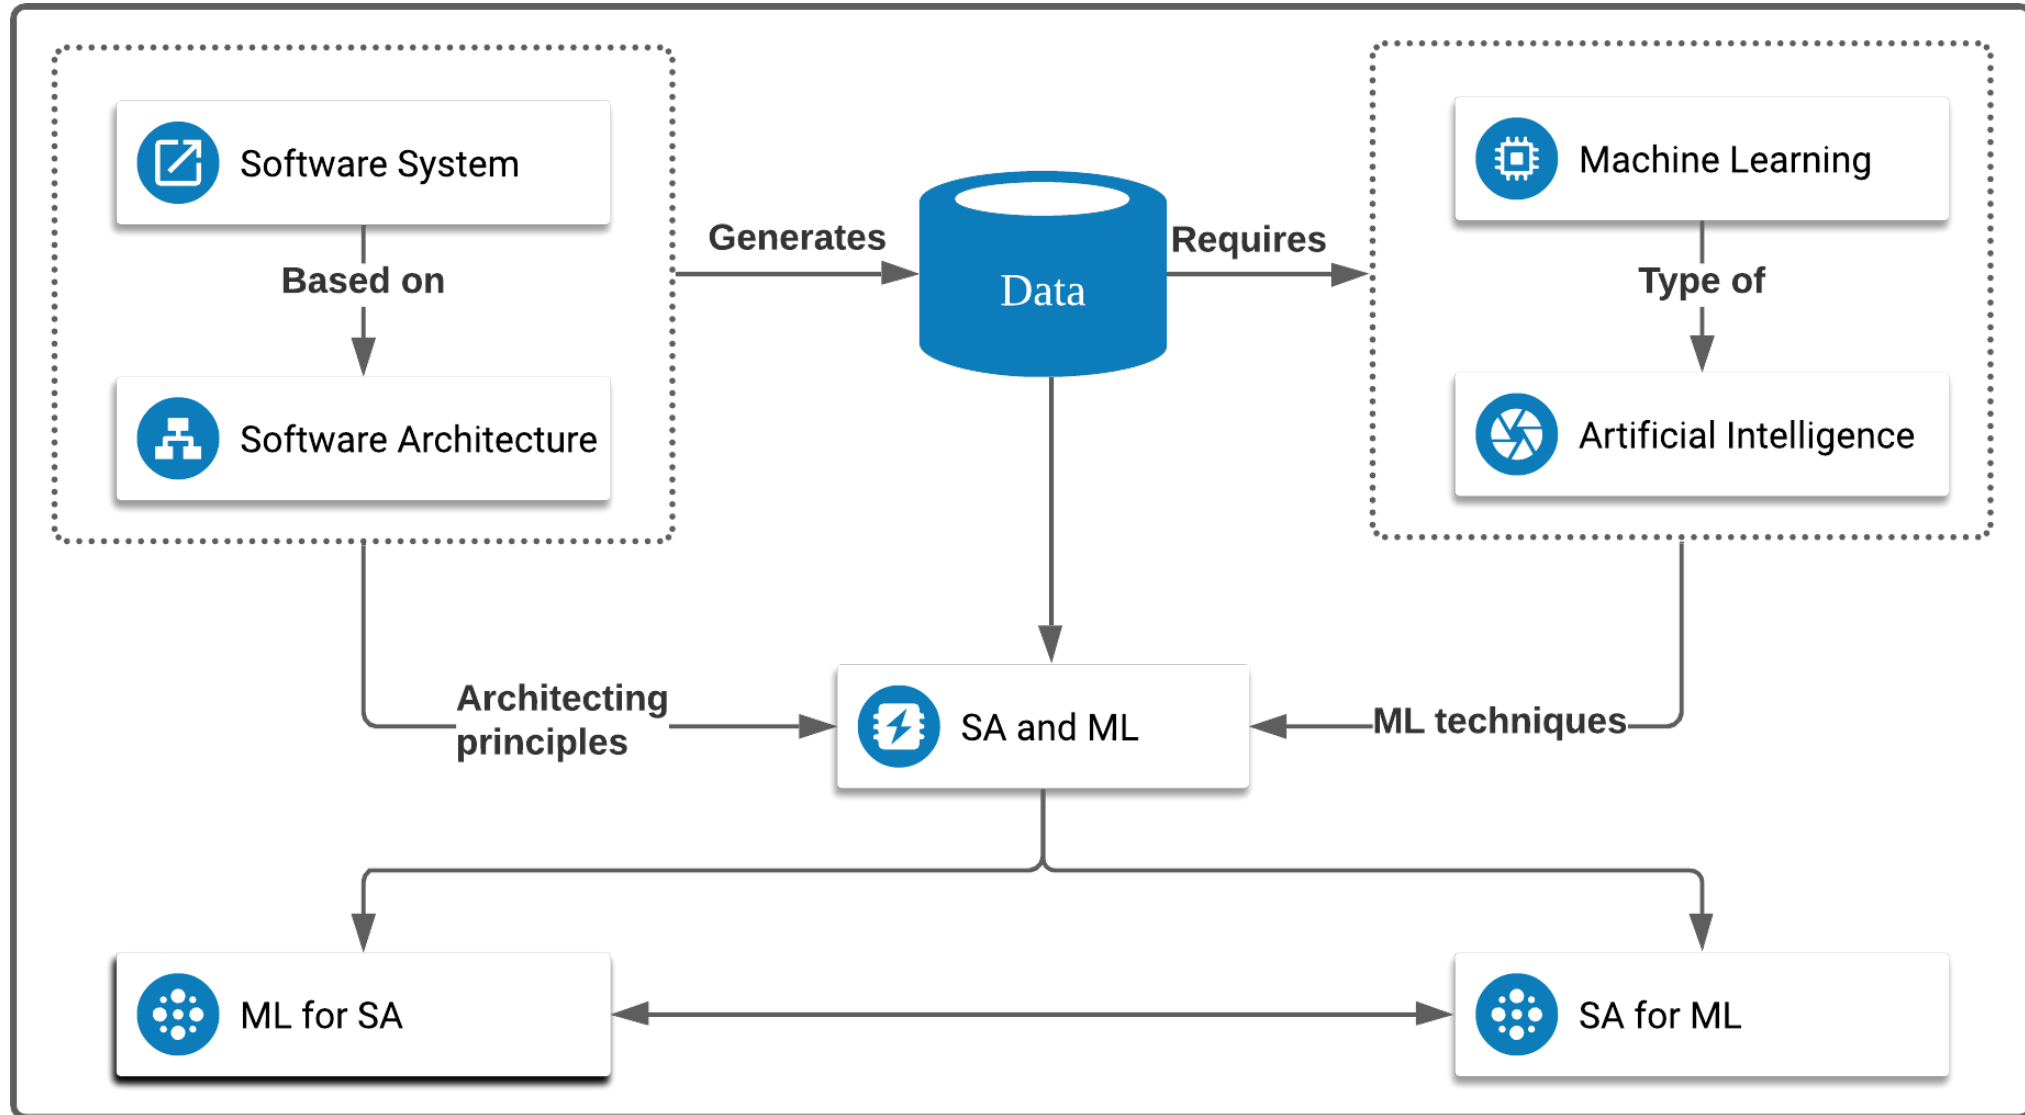 Software System
Machine Learning
Generates
Requires
Based on
Data
Type of
Software Architecture
Artificial Intelligence
Architecting
principles
SA and ML
ML techniques
ML for SA
SA for ML